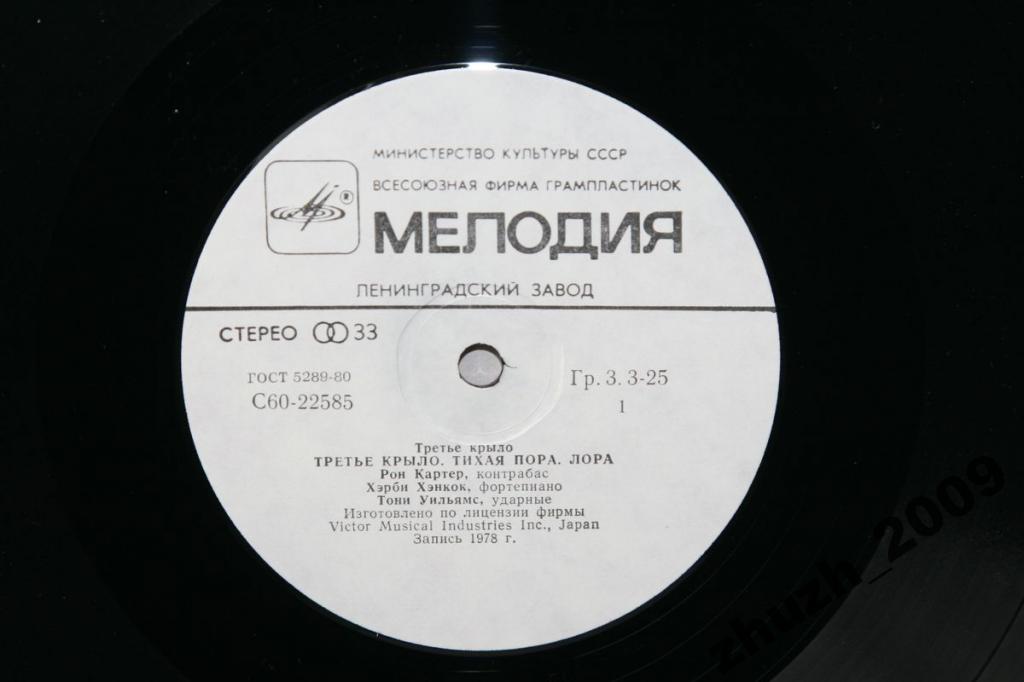 МИНИСТЕРСТВО КУЛЬТУРЫ СССР
ВСЕСОЮЗНАЯ ФИРМА ГРАМПЛАСТИНОК
МЕЛОДИЯ
ЛЕНИНГРАДСКИЙ ЗАВОД
СТЕРЕО 33
ГОСТ 5289-80
С60-22585
Гр. 3. 3-25
1
Третье крыло
ТРЕТЬЕ КРЫЛО. ТИХАЯ ПОРА. ЛОРА
Рон Картер, контрабас
Хэрби Хэнкок, фортепиано
Тони Уильямс, ударные
Изготовлено по лицензии фирмы
Victor Musical Industries Inc., Japan
Запись 1978 г.
zhuzh_2009